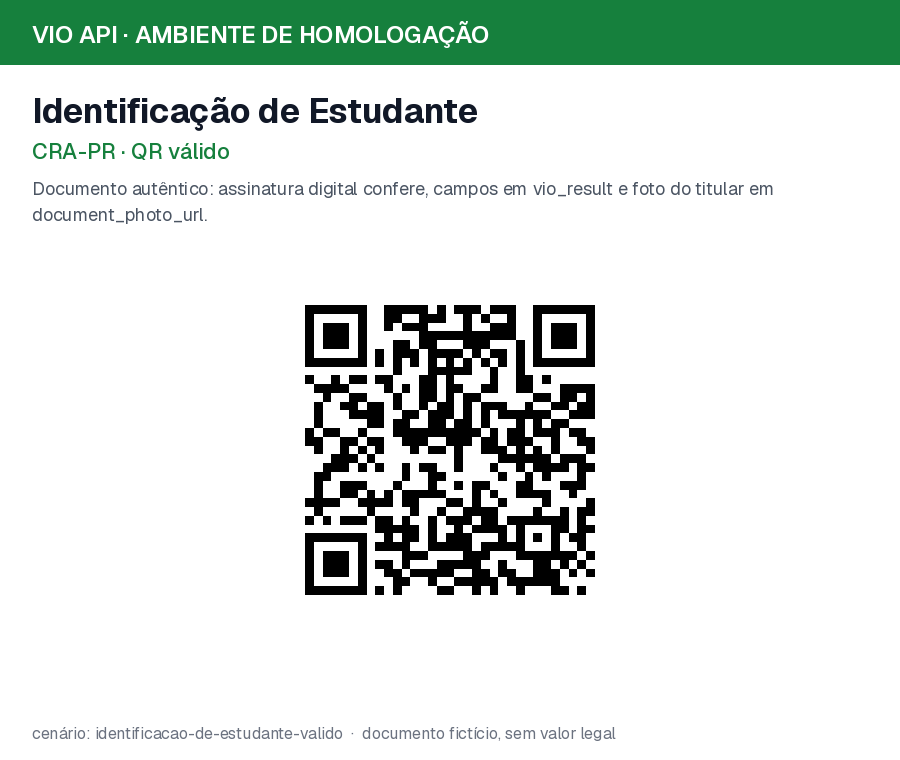 VIO API · AMBIENTE DE HOMOLOGAÇÃO
Identificação de Estudante
CRA-PR · QR válido
Documento autêntico: assinatura digital confere, campos em vio_result e foto do titular em
document_photo_url.
cenário: identificacao-de-estudante-valido · documento fictício, sem valor legal